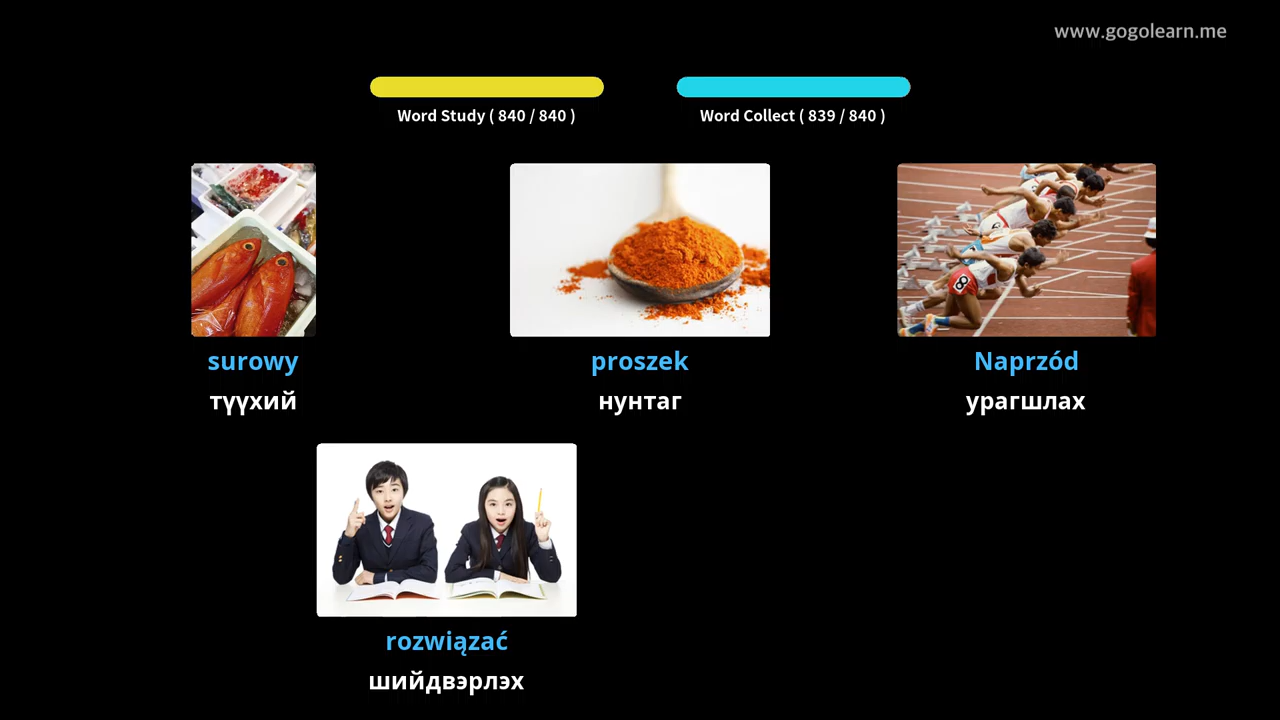 www.gogolearn.me
Word Study ( 840 / 840 )
Word Collect ( 839 / 840 )
surowy
түүхий
proszek
нунтаг
Naprzód
урагшлах
rozwiązać
шийдвэрлэх